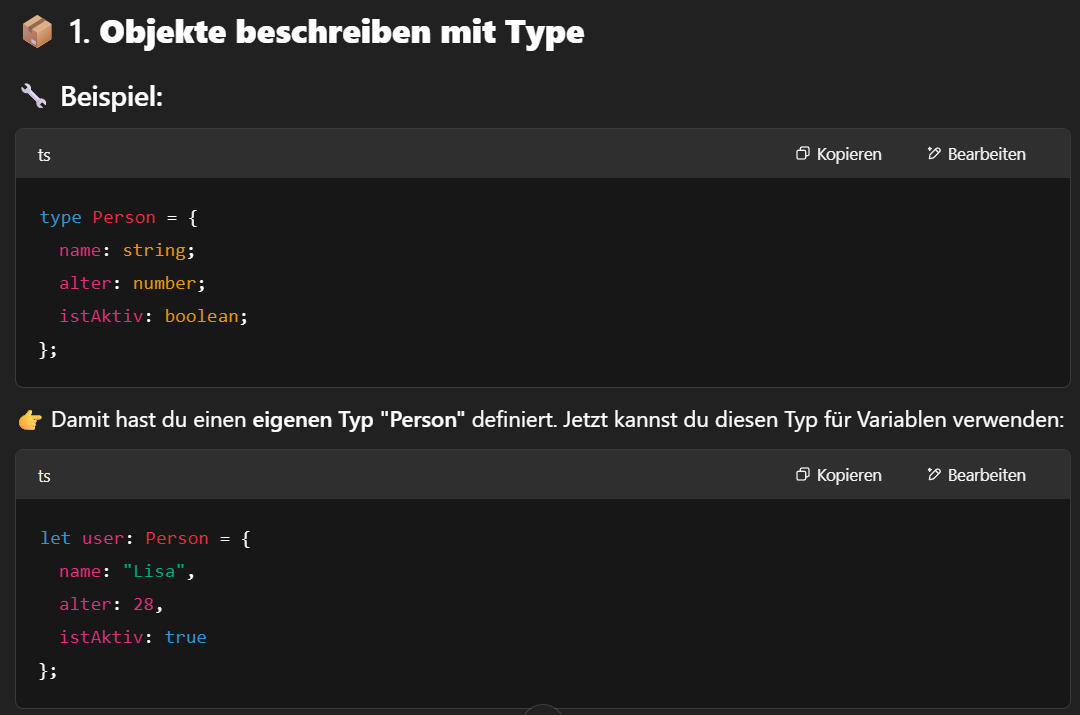 📦 1. Objekte beschreiben mit Type
🔧 Beispiel:
ts Kopieren Bearbeiten
type Person = {
  name: string;
  alter: number;
  istAktiv: boolean;
};
👉 Damit hast du einen eigenen Typ "Person" definiert. Jetzt kannst du diesen Typ für Variablen verwenden:
ts Kopieren Bearbeiten
let user: Person = {
  name: "Lisa",
  alter: 28,
  istAktiv: true
};